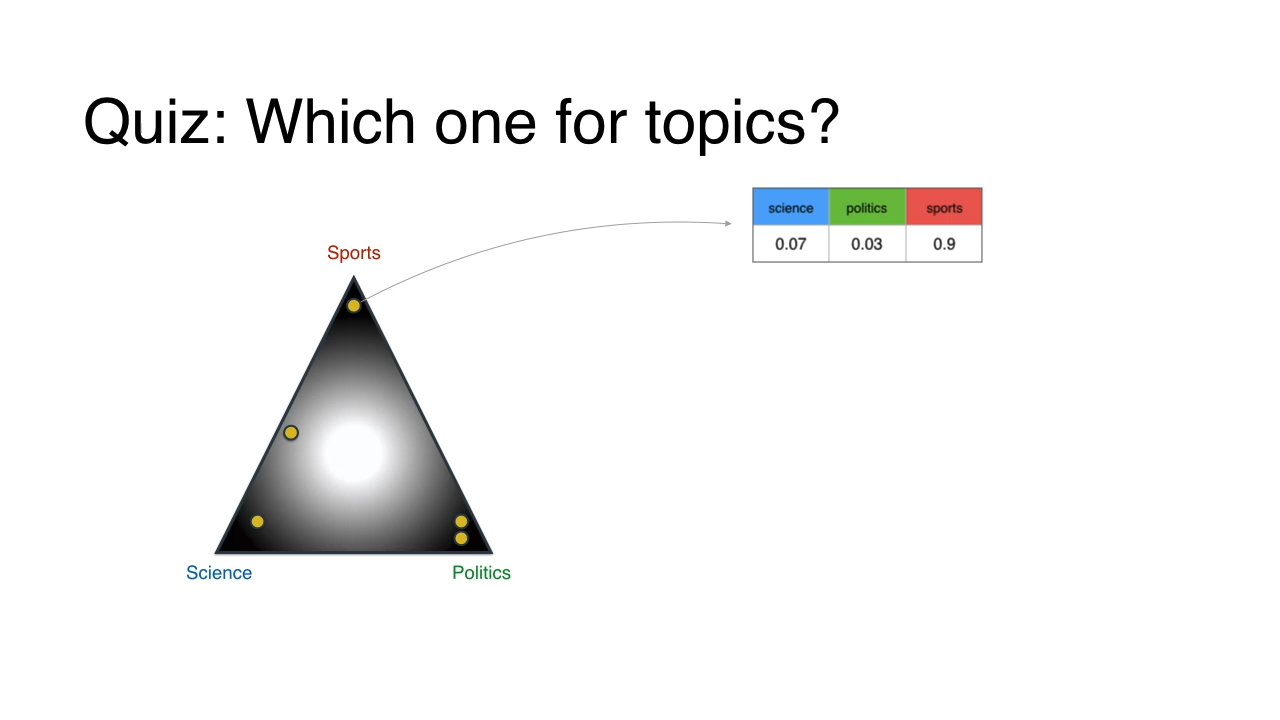 Quiz: Which one for topics?
science politics sports
0.07 0.03 0.9
Sports
Science
Politics